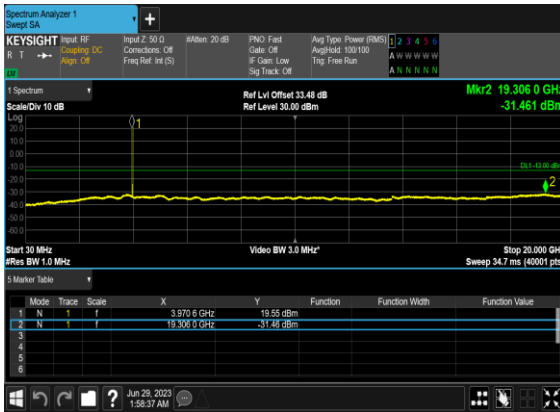 Spectrum Analyzer 1
Swept SA
+
KEYSIGHT Input: RF Input Z: 50 Ω #Atten: 20 dB PNO: Fast Avg Type: Power (RMS) 1 2 3 4 5 6
R T Coupling: DC Corrections: Off Gate: Off Avg|Hold: 100/100 A W W W W W
Align: Off Freq Ref: Int (S) IF Gain: Low Trig: Free Run
LXI Sig Track: Off A N N N N N
1 Spectrum Ref Lvl Offset 33.48 dB Mkr2 19.306 0 GHz
Scale/Div 10 dB Ref Level 30.00 dBm -31.461 dBm
Log
20.0
10.0
0.00
-10.0
-20.0
-30.0
-40.0
-50.0
-60.0
1
DL1 -13.00 dBm
2
Start 30 MHz Video BW 3.0 MHz* Stop 20.000 GH
#Res BW 1.0 MHz Sweep 34.7 ms (40001 pts
5 Marker Table
Mode Trace Scale X Y Function Function Width Function Value
1 N 1 f 3.970 6 GHz 19.55 dBm
2 N 1 f 19.306 0 GHz -31.46 dBm
3
4
5
6
? Jun 29, 2023
1:58:37 AM